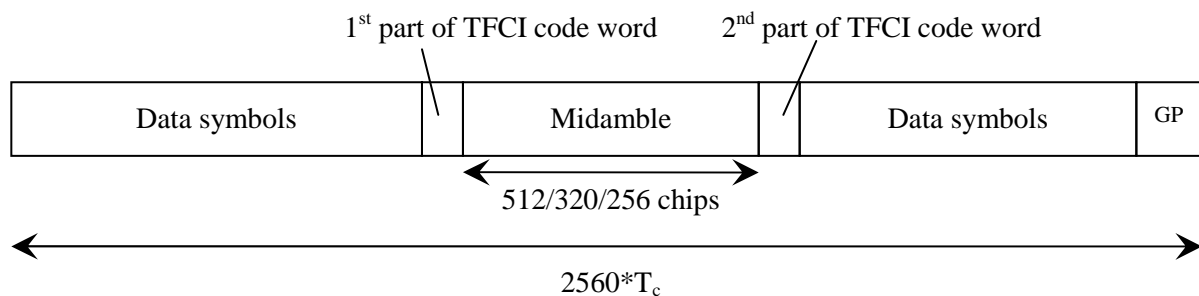 1st part of TFCI code word
2nd part of TFCI code word
Data symbols
Midamble
Data symbols
GP
512/320/256 chips
2560*Tc